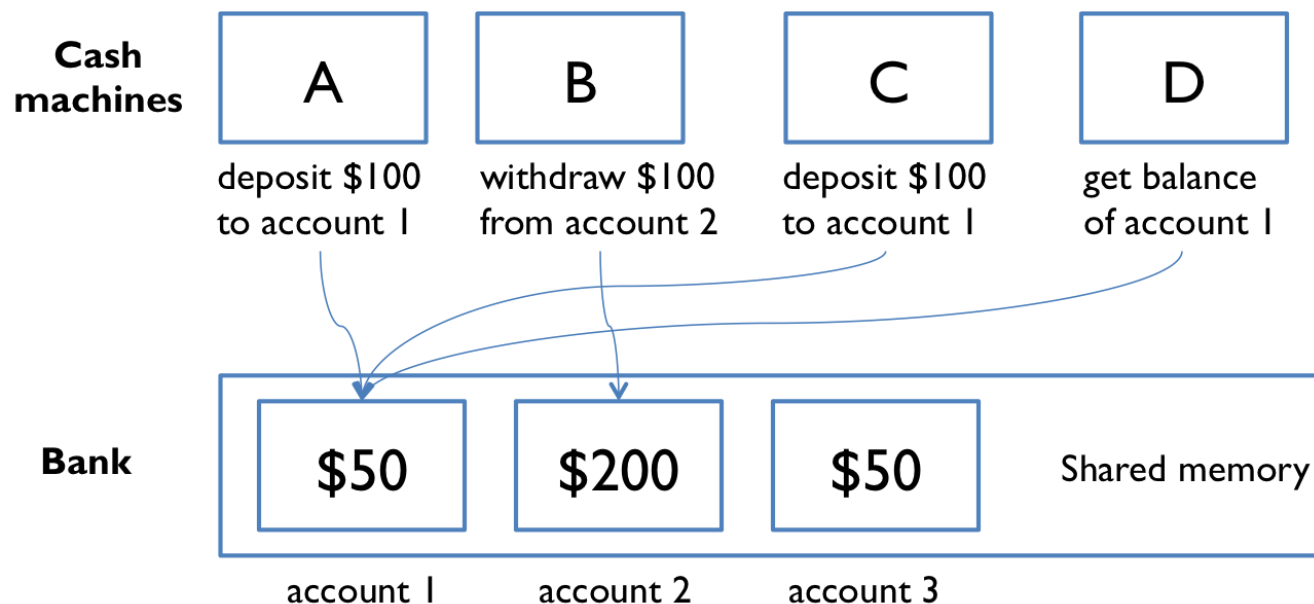 Cash
machines
A
B
C
D
deposit $100
to account 1
withdraw $100
from account 2
deposit $100
to account 1
get balance
of account 1
Bank
$50
$200
$50
Shared memory
account 1
account 2
account 3